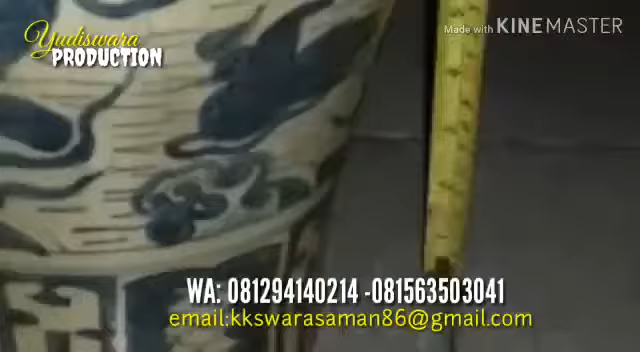 Yudiswara
PRODUCTION
Made with KINEMASTER
WA: 081294140214 -081563503041
email:kkswarasaman86@gmail.com